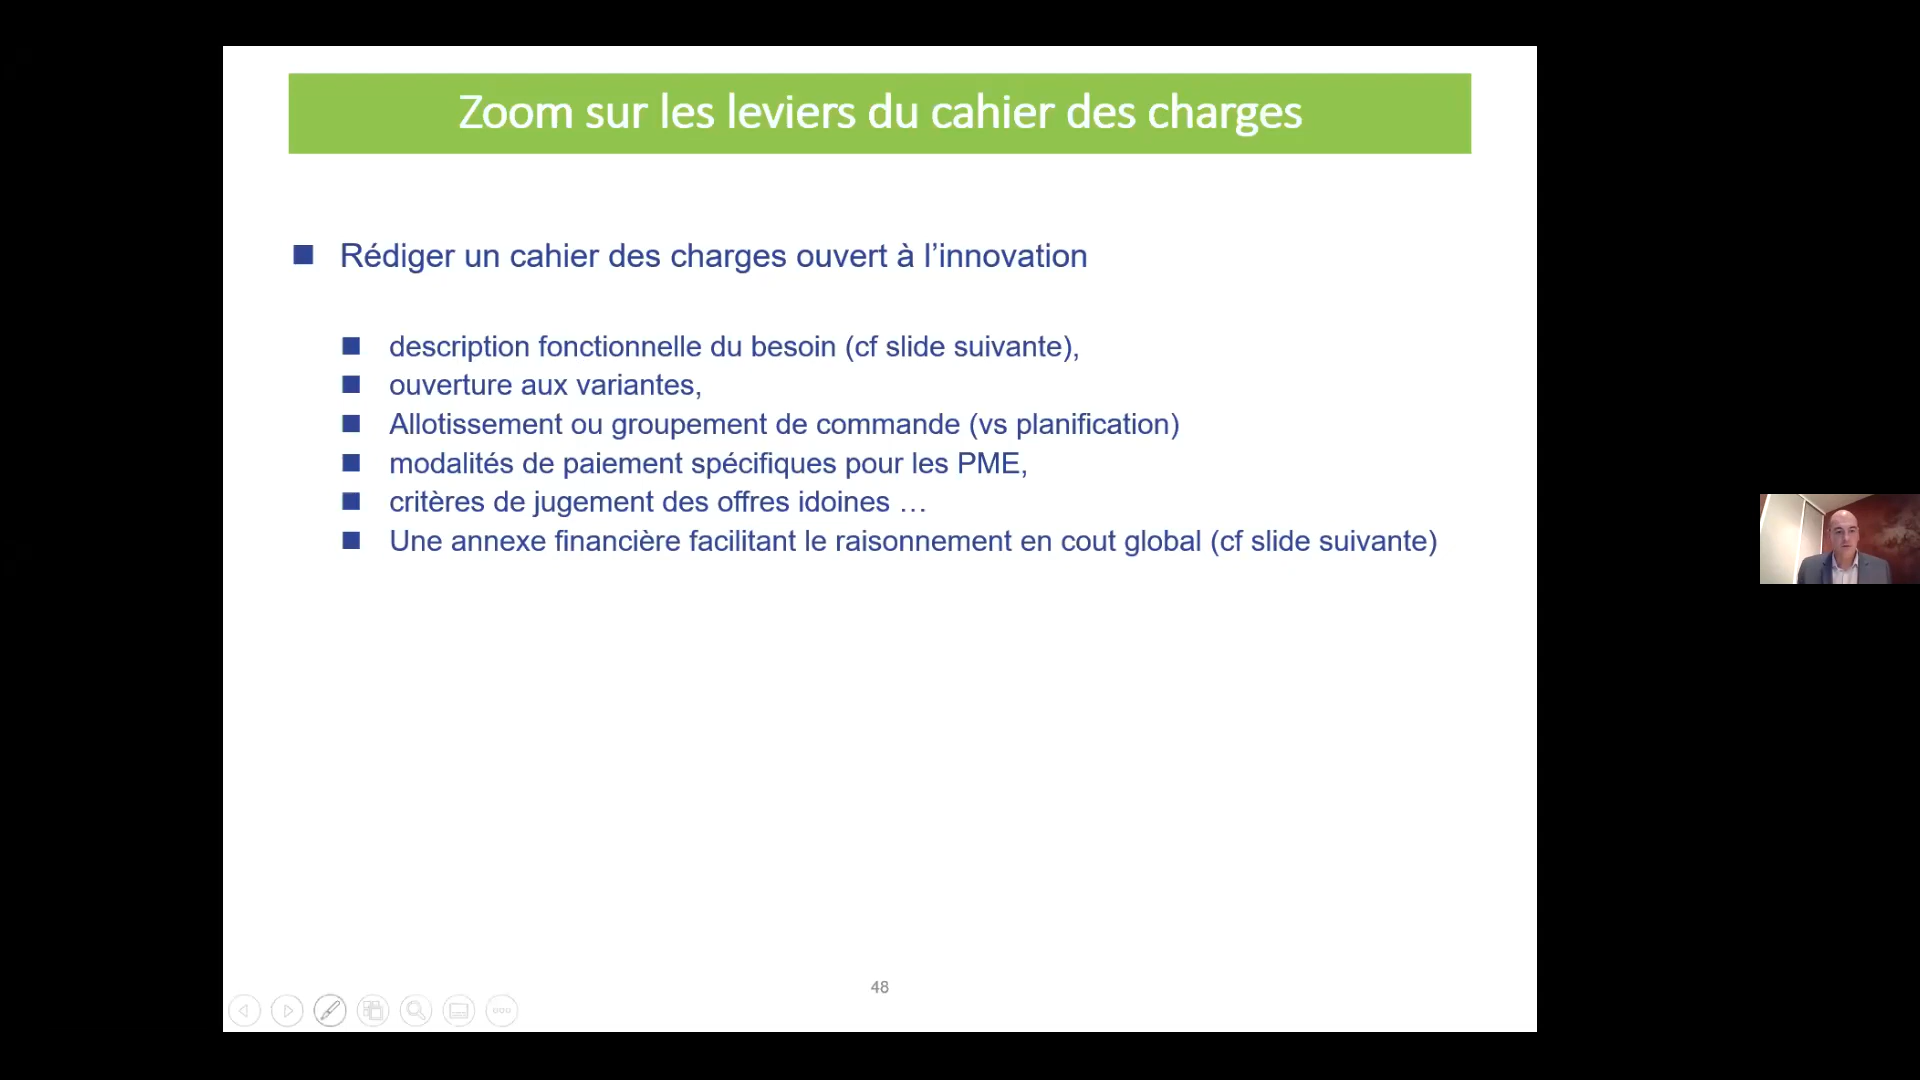 Zoom sur les leviers du cahier des charges
Rédiger un cahier des charges ouvert à l’innovation
description fonctionnelle du besoin (cf slide suivante),
ouverture aux variantes,
Allotissement ou groupement de commande (vs planification)
modalités de paiement spécifiques pour les PME,
critères de jugement des offres idoines …
Une annexe financière facilitant le raisonnement en cout global (cf slide suivante)
48